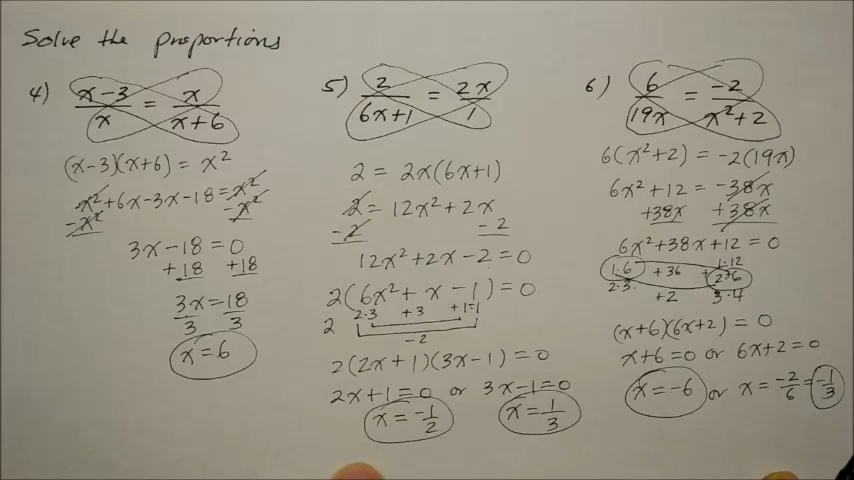 Solve the proportions
4) x-3/x = x/x+6
(x-3)(x+6) = x²
x²+6x-3x-18=x²
-x² -x²
3x-18=0
+18 +18
3x=18
3 3
x=6
5) 2/6x+1 = 2x/1
2 = 2x(6x+1)
2 = 12x²+2x
-2 -2
12x²+2x-2=0
2(6x²+x-1)=0
2 2·3 +3 +1·1
-2
2(2x+1)(3x-1)=0
2x+1=0 or 3x-1=0
x=-1/2 x=1/3
6) 6/19x = -2/x²+2
6(x²+2) = -2(19x)
6x²+12 = -38x
+38x +38x
6x²+38x+12=0
1·12
1·6 +36 2·6
2·3 +2 3·4
(x+6)(6x+2)=0
x+6=0 or 6x+2=0
x=-6 or x=-2/6=-1/3